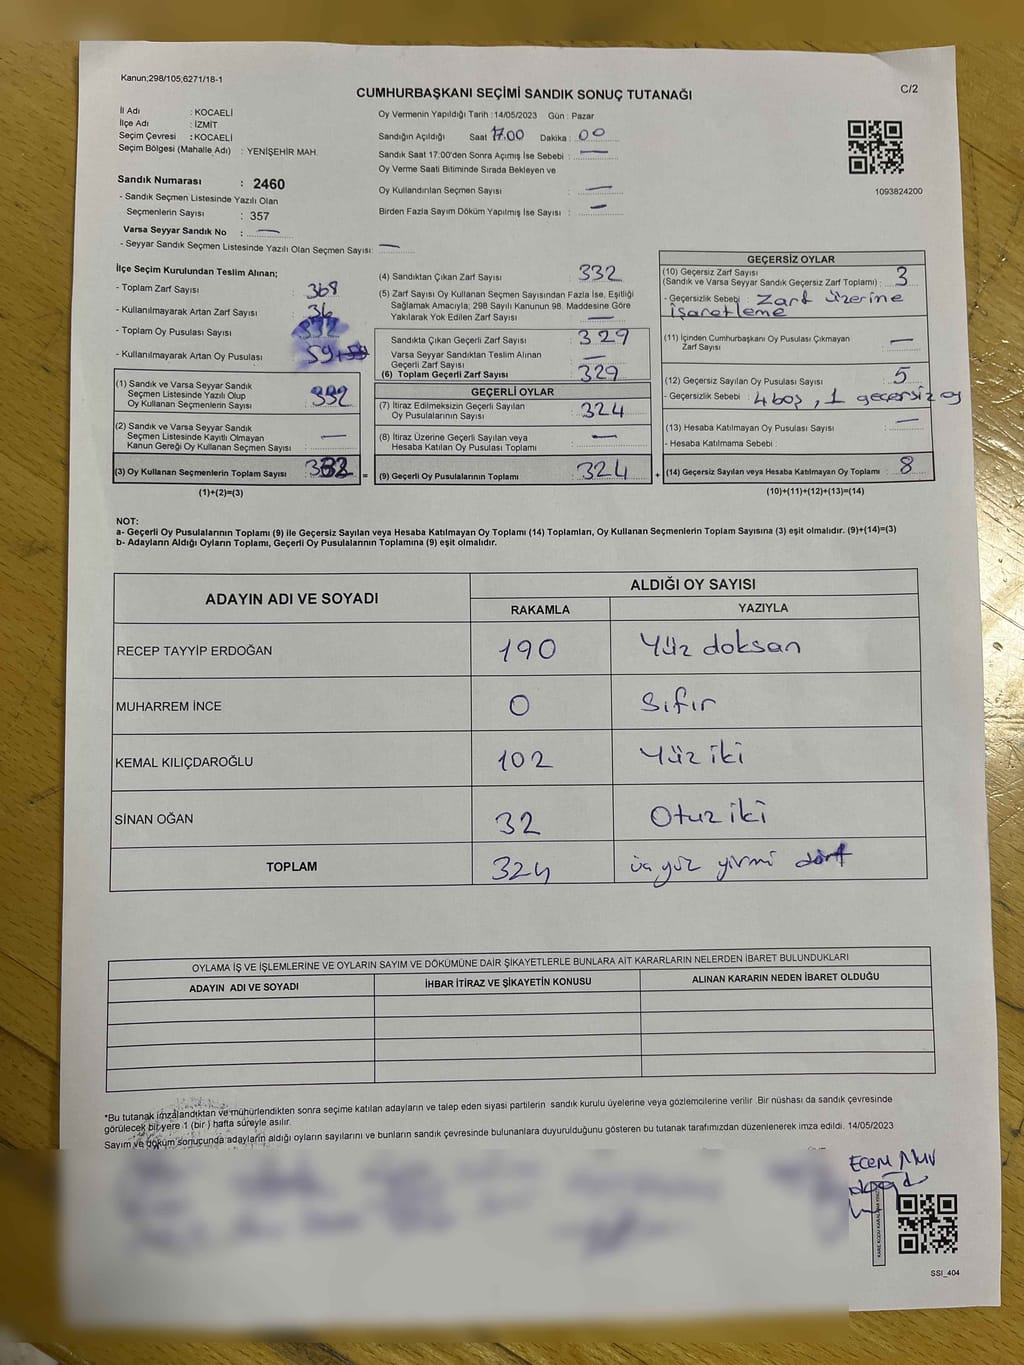 Kanun;298/105,6271/18-1
C/2
CUMHURBAŞKANI SEÇİMİ SANDIK SONUÇ TUTANAĞI
İl Adı : KOCAELİ
İlçe Adı : İZMİT
Seçim Çevresi : KOCAELİ
Seçim Bölgesi (Mahalle Adı) : YENİŞEHİR MAH.
Oy Vermenin Yapıldığı Tarih :14/05/2023 Gün : Pazar
Sandığın Açıldığı Saat 17.00 Dakika : 00
Sandık Saat 17:00'den Sonra Açımış İse Sebebi : —
Oy Verme Saati Bitiminde Sırada Bekleyen ve
Oy Kullandırılan Seçmen Sayısı : —
Birden Fazla Sayım Döküm Yapılmış İse Sayısı : —
1093824200
Sandık Numarası : 2460
- Sandık Seçmen Listesinde Yazılı Olan
Seçmenlerin Sayısı : 357
Varsa Seyyar Sandık No : —
- Seyyar Sandık Seçmen Listesinde Yazılı Olan Seçmen Sayısı: —
İlçe Seçim Kurulundan Teslim Alınan;
- Toplam Zarf Sayısı : 368
- Kullanılmayarak Artan Zarf Sayısı : 36
- Toplam Oy Pusulası Sayısı :
- Kullanılmayarak Artan Oy Pusulası : 59
(1) Sandık ve Varsa Seyyar Sandık
Seçmen Listesinde Yazılı Olup
Oy Kullanan Seçmenlerin Sayısı : 332
(2) Sandık ve Varsa Seyyar Sandık
Seçmen Listesinde Kayıtlı Olmayan
Kanun Gereği Oy Kullanan Seçmen Sayısı : —
(3) Oy Kullanan Seçmenlerin Toplam Sayısı : 332 =
(1)+(2)=(3)
(4) Sandıktan Çıkan Zarf Sayısı : 332
(5) Zarf Sayısı Oy Kullanan Seçmen Sayısından Fazla İse, Eşitliği
Sağlamak Amacıyla, 298 Sayılı Kanunun 98. Maddesine Göre
Yakılarak Yok Edilen Zarf Sayısı : —
Sandıkta Çıkan Geçerli Zarf Sayısı : 329
Varsa Seyyar Sandıktan Teslim Alınan
Geçerli Zarf Sayısı : —
(6) Toplam Geçerli Zarf Sayısı : 329
GEÇERLİ OYLAR
(7) İtiraz Edilmeksizin Geçerli Sayılan
Oy Pusulalarının Sayısı : 324
(8) İtiraz Üzerine Geçerli Sayılan veya
Hesaba Katılan Oy Pusulaları Toplamı : —
(9) Geçerli Oy Pusulalarının Toplamı : 324 +
GEÇERSİZ OYLAR
(10) Geçersiz Zarf Sayısı
(Sandık ve Varsa Seyyar Sandık Geçersiz Zarf Toplamı) : 3
- Geçersizlik Sebebi : Zarf üzerine
işaretleme
(11) İçinden Cumhurbaşkanı Oy Pusulası Çıkmayan
Zarf Sayısı : —
(12) Geçersiz Sayılan Oy Pusulası Sayısı : 5
- Geçersizlik Sebebi : 4 boş, 1 geçersiz oy
(13) Hesaba Katılmayan Oy Pusulası Sayısı : —
- Hesaba Katılmama Sebebi :
(14) Geçersiz Sayılan veya Hesaba Katılmayan Oy Toplamı : 8
(10)+(11)+(12)+(13)=(14)
NOT:
a- Geçerli Oy Pusulalarının Toplamı (9) ile Geçersiz Sayılan veya Hesaba Katılmayan Oy Toplamı (14) Toplamları, Oy Kullanan Seçmenlerin Toplam Sayısına (3) eşit olmalıdır. (9)+(14)=(3)
b- Adayların Aldığı Oyların Toplamı, Geçerli Oy Pusulalarının Toplamına (9) eşit olmalıdır.
ADAYIN ADI VE SOYADI ALDIĞI OY SAYISI
RAKAMLA YAZIYLA
RECEP TAYYİP ERDOĞAN 190 Yüz doksan
MUHARREM İNCE 0 Sıfır
KEMAL KILIÇDAROĞLU 102 Yüz iki
SİNAN OĞAN 32 Otuz iki
TOPLAM 324 üç yüz yirmi dört
OYLAMA İŞ VE İŞLEMLERİNE VE OYLARIN SAYIM VE DÖKÜMÜNE DAİR ŞİKAYETLERLE BUNLARA AİT KARARLARIN NELERDEN İBARET BULUNDUKLARI
ADAYIN ADI VE SOYADI İHBAR İTİRAZ VE ŞİKAYETİN KONUSU ALINAN KARARIN NEDEN İBARET OLDUĞU
*Bu tutanak imzalandıktan ve mühürlendikten sonra seçime katılan adayların ve talep eden siyasi partilerin sandık kurulu üyelerine veya gözlemcilerine verilir .Bir nüshası da sandık çevresinde
görülecek bir yere 1 (bir ) hafta süreyle asılır.
Sayım ve döküm sonucunda adayların aldığı oyların sayılarını ve bunların sandık çevresinde bulunanlara duyurulduğunu gösteren bu tutanak tarafımızdan düzenlenerek imza edildi. 14/05/2023
Ecem
SSI_404